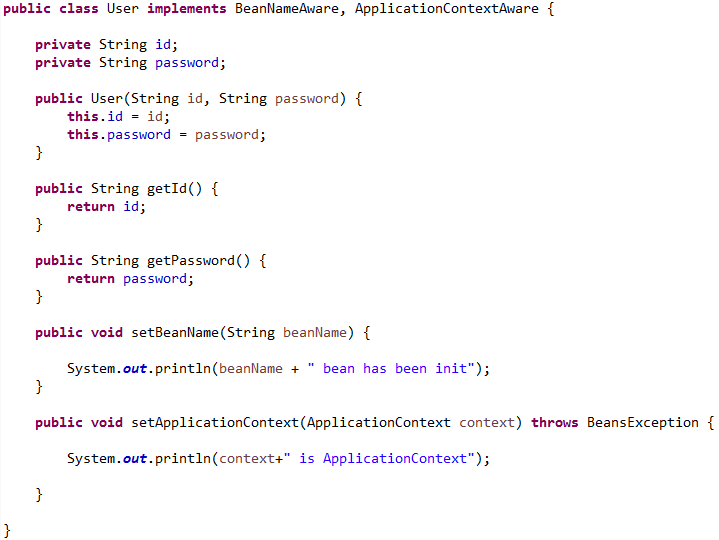 public class User implements BeanNameAware, ApplicationContextAware {
private String id;
private String password;
public User(String id, String password) {
this.id = id;
this.password = password;
}
public String getId() {
return id;
}
public String getPassword() {
return password;
}
public void setBeanName(String beanName) {
System.out.println(beanName + " bean has been init");
}
public void setApplicationContext(ApplicationContext context) throws BeansException {
System.out.println(context+" is ApplicationContext");
}
}